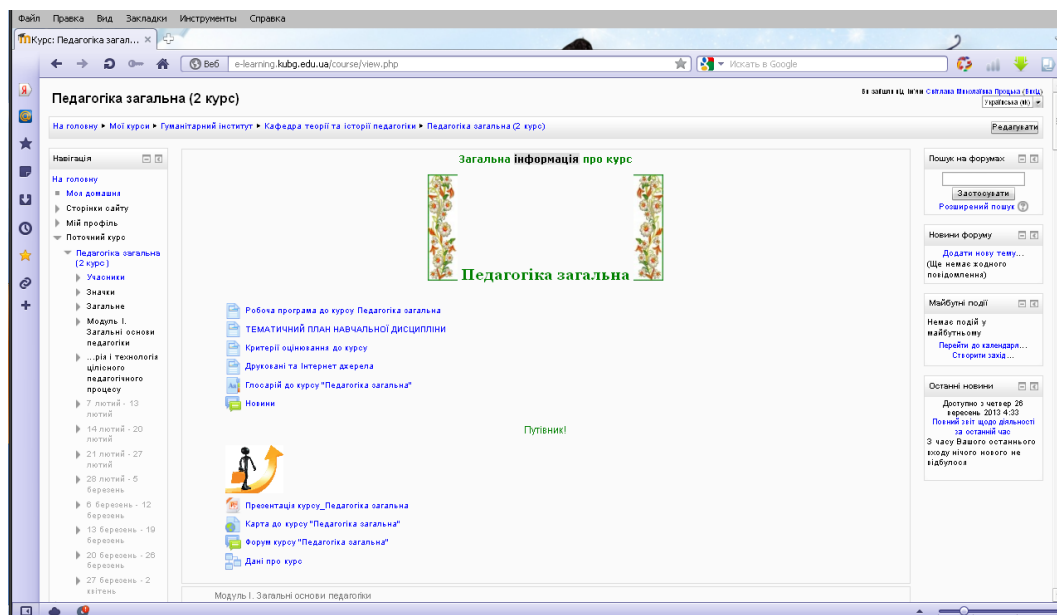 Файл Правка Вид Закладки Инструменты Справка
Курс: Педагогіка загал...
Веб e-learning.kubg.edu.ua/course/view.php
Искать в Google
Педагогіка загальна (2 курс)
Ви зайшли під ім'ям Світлана Миколаївна Процька (Вихід)
Українська (uk)
На головну ► Мої курси ► Гуманітарний інститут ► Кафедра теорії та історії педагогіки ► Педагогіка загальна (2 курс)
Редагувати
Навігація
На головну
Моя домашня
Сторінки сайту
Мій профіль
Поточний курс
Педагогіка загальна
(2 курс)
Учасники
Значки
Загальне
Модуль І.
Загальні основи
педагогіки
...рія і технологія
цілісного
педагогічного
процесу
7 лютий - 13
лютий
14 лютий - 20
лютий
21 лютий - 27
лютий
28 лютий - 5
березень
6 березень - 12
березень
13 березень - 19
березень
20 березень - 26
березень
27 березень - 2
квітень
Загальна інформація про курс
Педагогіка загальна
Робоча програма до курсу Педагогіка загальна
ТЕМАТИЧНИЙ ПЛАН НАВЧАЛЬНОЇ ДИСЦИПЛІНИ
Критерії оцінювання до курсу
Друковані та Інтернет джерела
Глосарій до курсу "Педагогіка загальна"
Новини
Путівник!
Презентація курсу_Педагогіка загальна
Карта до курсу "Педагогіка загальна"
Форум курсу "Педагогіка загальна"
Дані про курс
Модуль І. Загальні основи педагогіки
Пошук на форумах
Застосувати
Розширений пошук
Новини форуму
Додати нову тему...
(Ще немає жодного
повідомлення)
Майбутні події
Немає подій у
майбутньому
Перейти до календаря...
Створити захід...
Останні новини
Доступно з четвер 26
вересень 2013 4:33
Повний звіт щодо діяльності
за останній час
З часу Вашого останнього
входу нічого нового не
відбулося